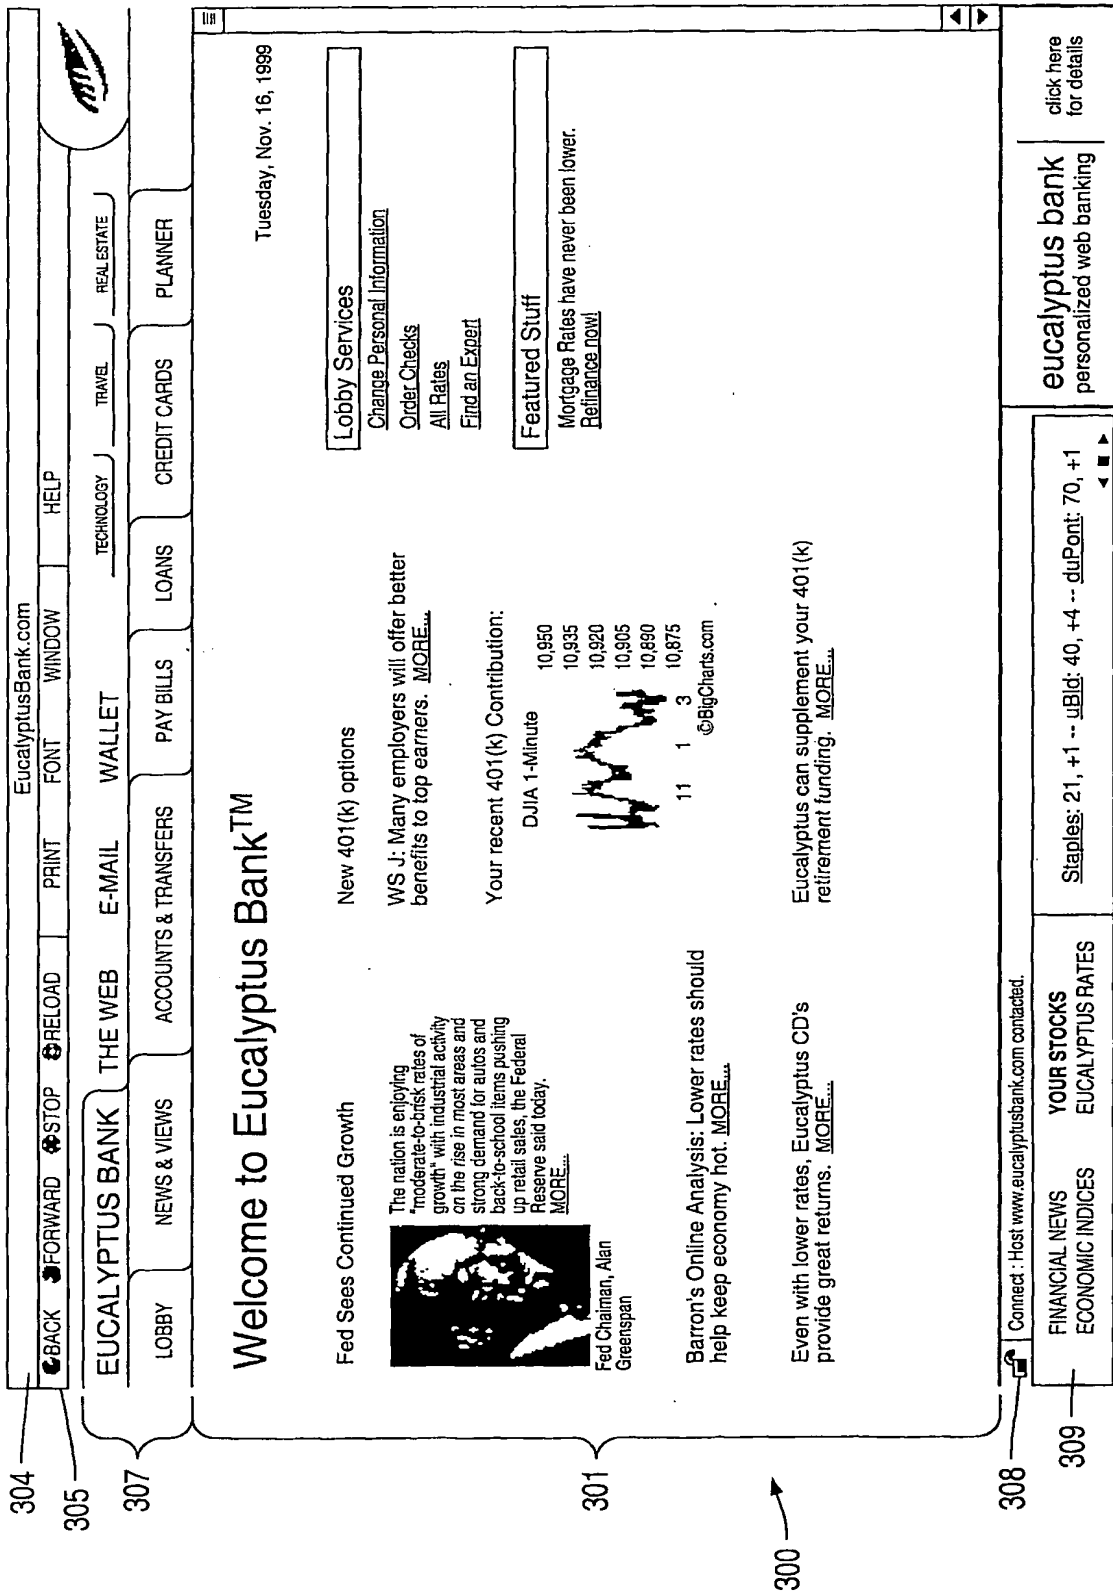 304
EucalyptusBank.com
305
BACK FORWARD STOP RELOAD PRINT FONT WINDOW HELP
307
EUCALYPTUS BANK THE WEB E-MAIL WALLET TECHNOLOGY TRAVEL REAL ESTATE
LOBBY NEWS & VIEWS ACCOUNTS & TRANSFERS PAY BILLS LOANS CREDIT CARDS PLANNER
301
Welcome to Eucalyptus Bank™
Tuesday, Nov. 16, 1999
Fed Sees Continued Growth
The nation is enjoying
"moderate-to-brisk rates of
growth" with industrial activity
on the rise in most areas and
strong demand for autos and
back-to-school items pushing
up retail sales, the Federal
Reserve said today.
MORE...
Fed Chaiman, Alan
Greenspan
Barron's Online Analysis: Lower rates should
help keep economy hot. MORE...
Even with lower rates, Eucalyptus CD's
provide great returns. MORE...
New 401(k) options
WS J: Many employers will offer better
benefits to top earners. MORE...
Your recent 401(k) Contribution:
DJIA 1-Minute
10,950
10,935
10,920
10,905
10,890
10,875
11 1 3
©BigCharts.com
Eucalyptus can supplement your 401(k)
retirement funding. MORE...
Lobby Services
Change Personal Information
Order Checks
All Rates
Find an Expert
Featured Stuff
Mortgage Rates have never been lower.
Refinance now!
300
308
Connect : Host www.eucalyptusbank.com contacted.
309
FINANCIAL NEWS YOUR STOCKS
ECONOMIC INDICES EUCALYPTUS RATES
Staples: 21, +1 -- uBld: 40, +4 -- duPont: 70, +1
eucalyptus bank
personalized web banking
click here
for details